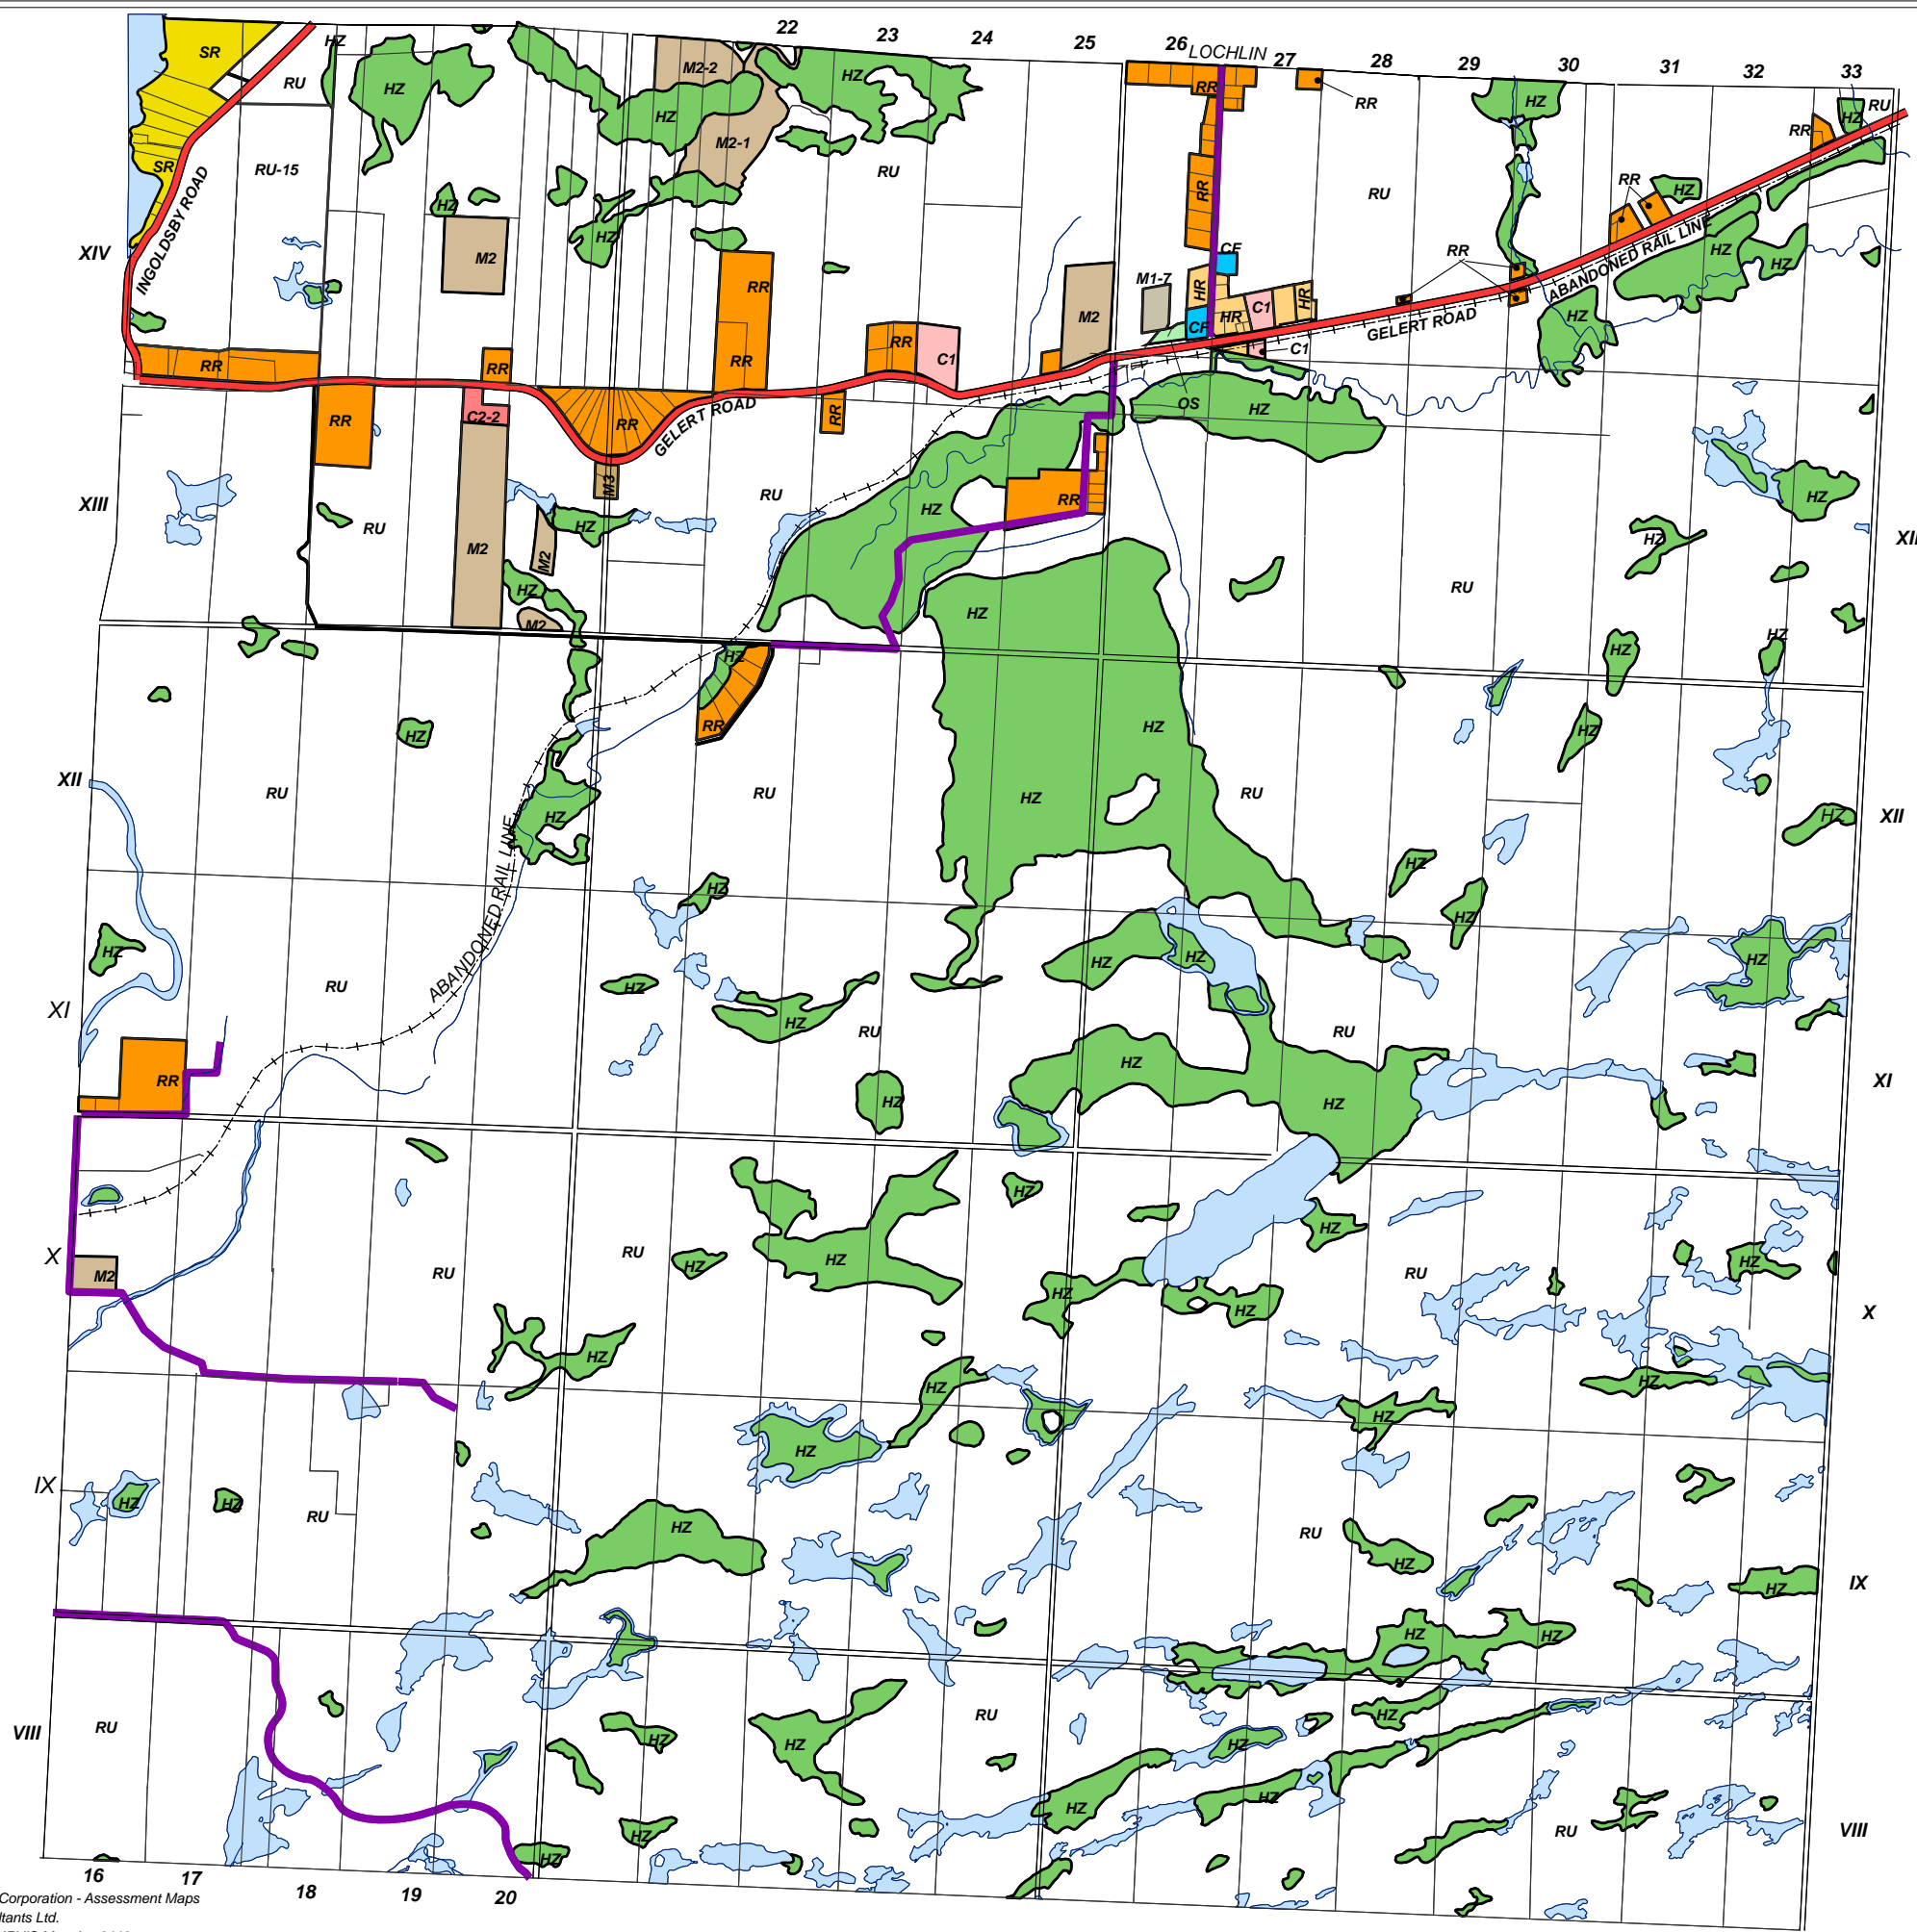 22
23
24
25
26
LOCHLIN
27
28
29
30
31
32
33
SR
HZ
RU
HZ
M2-2
HZ
HZ
M2-1
RU
RR
RR
RU
HZ
RR
HZ
RU
SR
RU-15
INGOLDSBY ROAD
HZ
HZ
RR
RR
HZ
XIV
M2
RR
CF
M1-7
HR
HR
C1
HR
CF
M2
RR
ABANDONED RAIL LINE
HZ
HZ
HZ
GELERT ROAD
C1
RR
RR
RR
RR
C1
RR
C2-2
RR
GELERT ROAD
RR
OS
HZ
XIII
RU
M2
M3
HZ
M2
RU
HZ
RR
HZ
HZ
RU
HZ
M2
HZ
HZ
HZ
HZ
RR
HZ
HZ
HZ
XII
RU
HZ
RU
HZ
RU
HZ
XII
ABANDONED RAIL LINE
HZ
HZ
HZ
HZ
HZ
HZ
HZ
XI
RU
HZ
HZ
RU
RU
RR
HZ
HZ
HZ
XI
HZ
X
M2
RU
RU
HZ
HZ
HZ
HZ
HZ
RU
HZ
X
HZ
HZ
HZ
HZ
HZ
IX
HZ
HZ
RU
HZ
HZ
RU
HZ
HZ
IX
HZ
HZ
VIII
RU
HZ
HZ
RU
HZ
HZ
HZ
HZ
HZ
HZ
RU
VIII
16
17
18
19
20
Corporation - Assessment Maps
ltants Ltd.